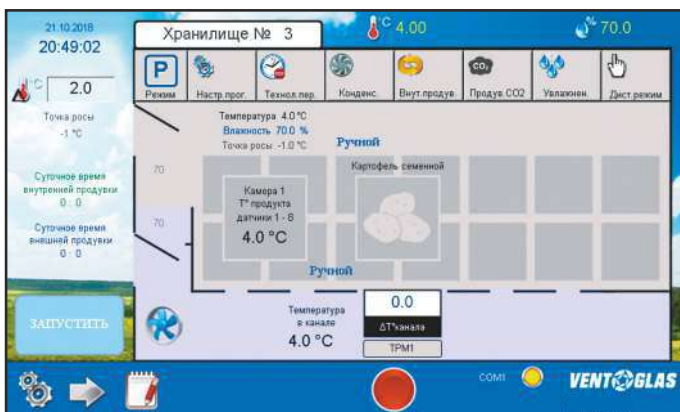 21.10.2018
20:49:02
Хранилище № 3
°C 4.00
% 70.0
°C 2.0
Точка росы
-1 °C
Суточное время
внутренней продувки
0 : 0
Суточное время
внешней продувки
0 : 0
ЗАПУСТИТЬ
P
Режим
Настр.прог.
Технол.пер.
Конденс.
Внут.продув.
CO₂
Продув.CO2
Увлажнен.
Дист.режим
Температура 4.0°C
Влажность 70.0 %
Точка росы -1.0 °C
Ручной
70
70
Картофель семенной
Камера 1
T° продукта
датчики 1 - 8
4.0 °C
Ручной
Температура
в канале
4.0 °C
0.0
ΔT°канала
ТРМ1
COM1
VENTOGLAS